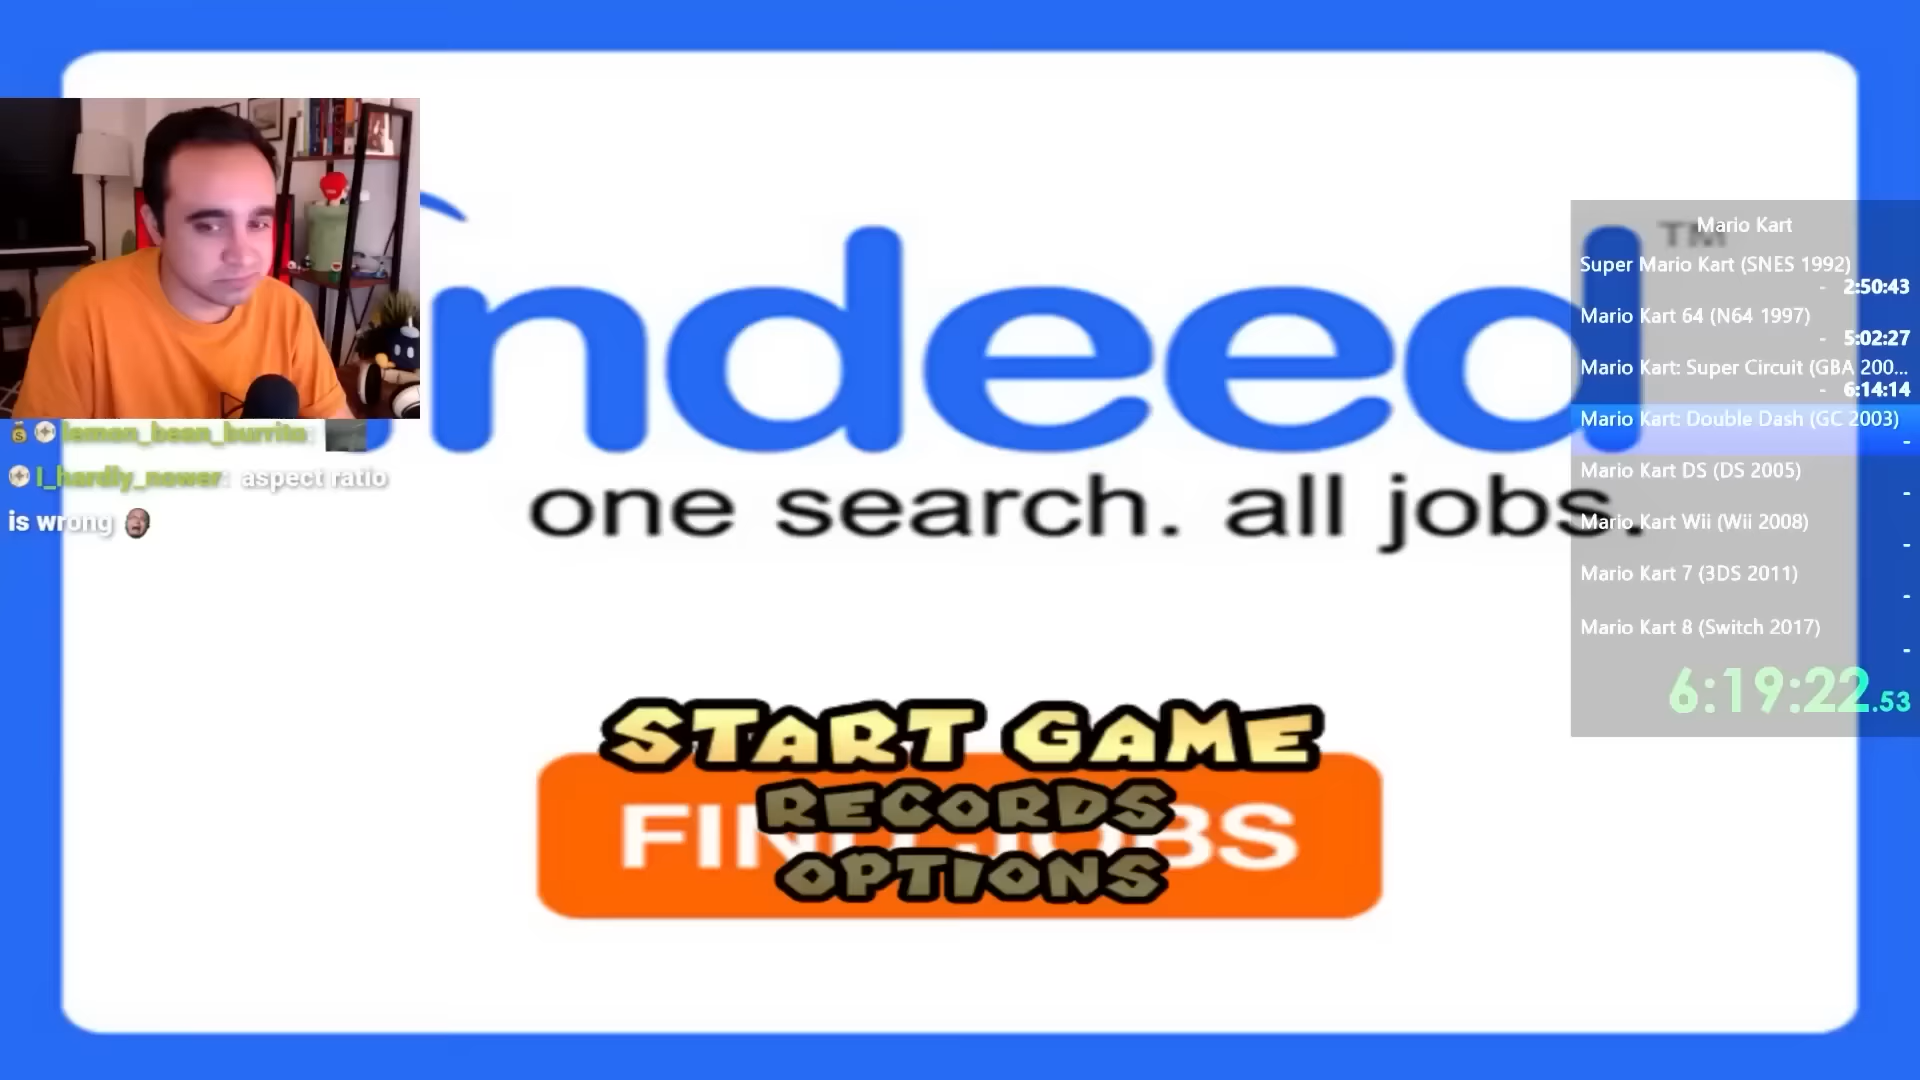 ndeed
TM
one search. all jobs.
START GAME
RECORDS
OPTIONS
lemon_bean_burrito:
I_hardly_nower: aspect ratio
is wrong
Mario Kart
Super Mario Kart (SNES 1992)
- 2:50:43
Mario Kart 64 (N64 1997)
- 5:02:27
Mario Kart: Super Circuit (GBA 200...
- 6:14:14
Mario Kart: Double Dash (GC 2003)
-
Mario Kart DS (DS 2005)
-
Mario Kart Wii (Wii 2008)
-
Mario Kart 7 (3DS 2011)
-
Mario Kart 8 (Switch 2017)
-
6:19:22.53
FIND JOBS